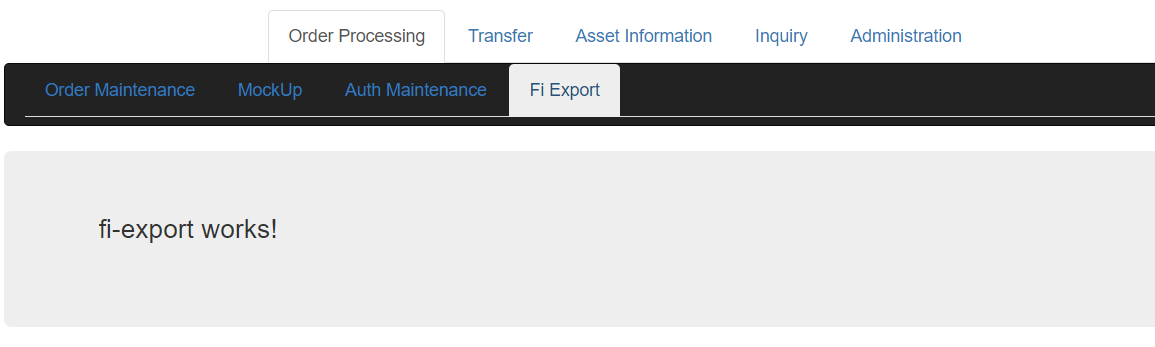 Order Processing Transfer Asset Information Inquiry Administration
Order Maintenance MockUp Auth Maintenance Fi Export
fi-export works!